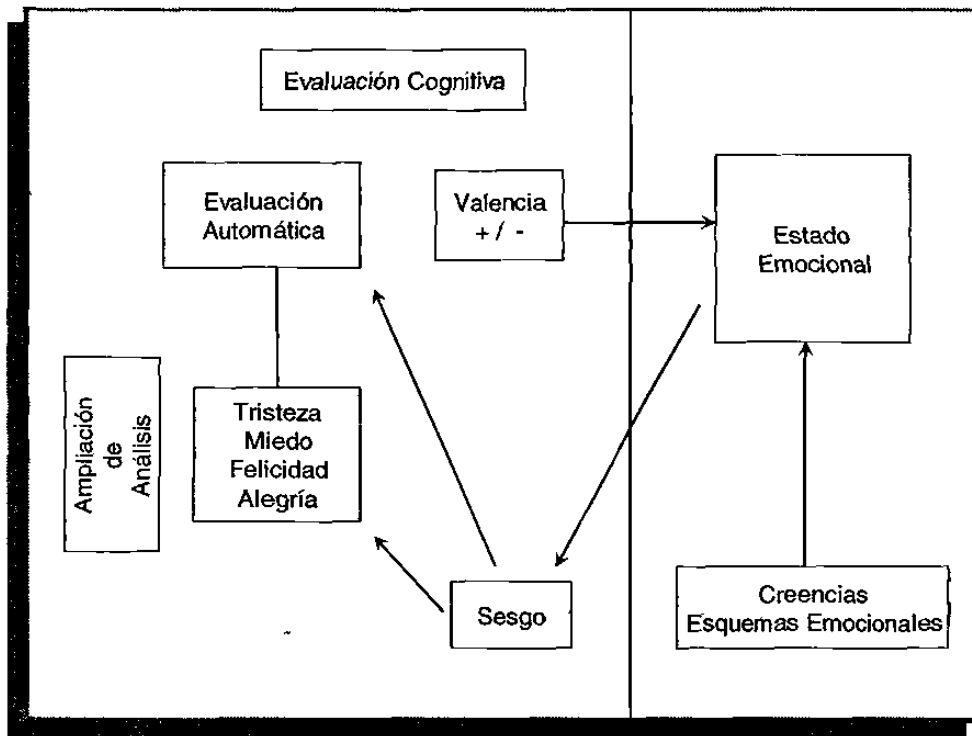 Evaluación Cognitiva
Evaluación
Automática
Valencia
+ / -
Estado
Emocional
Ampliación
de
Análisis
Tristeza
Miedo
Felicidad
Alegría
Sesgo
Creencias
Esquemas Emocionales